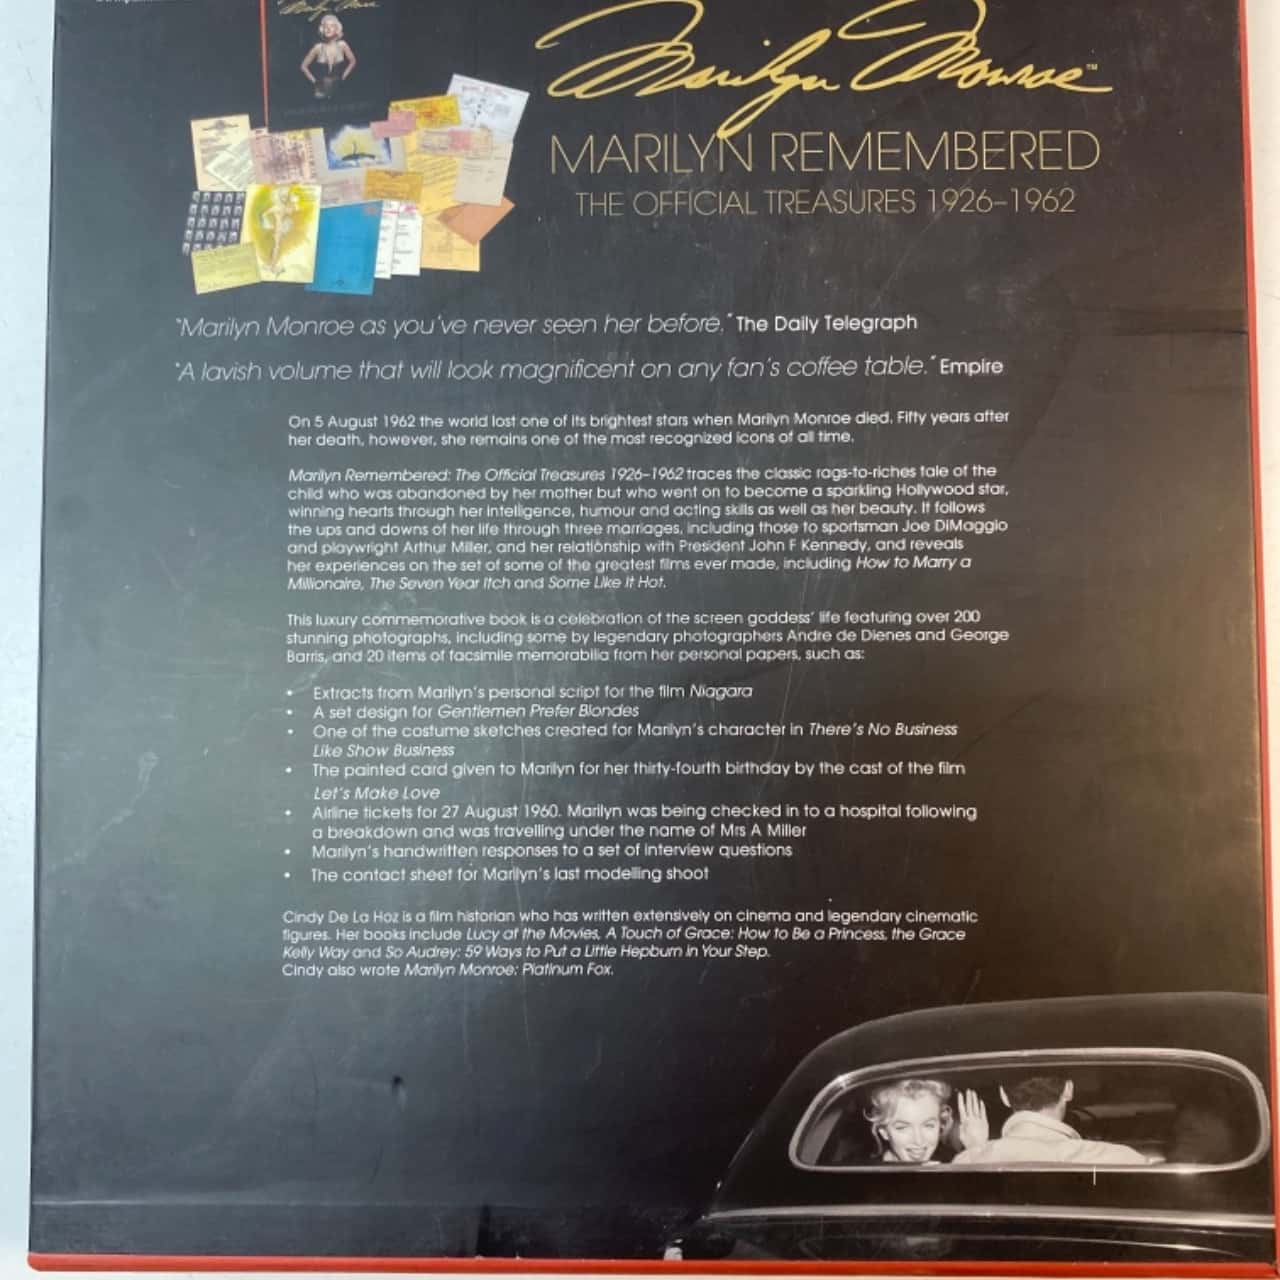 Marilyn Monroe™
MARILYN REMEMBERED
THE OFFICIAL TREASURES 1926–1962
“Marilyn Monroe as you’ve never seen her before.” The Daily Telegraph
“A lavish volume that will look magnificent on any fan’s coffee table.” Empire
On 5 August 1962 the world lost one of its brightest stars when Marilyn Monroe died. Fifty years after
her death, however, she remains one of the most recognized icons of all time.
Marilyn Remembered: The Official Treasures 1926–1962 traces the classic rags-to-riches tale of the
child who was abandoned by her mother but who went on to become a sparkling Hollywood star,
winning hearts through her intelligence, humour and acting skills as well as her beauty. It follows
the ups and downs of her life through three marriages, including those to sportsman Joe DiMaggio
and playwright Arthur Miller, and her relationship with President John F Kennedy, and reveals
her experiences on the set of some of the greatest films ever made, including How to Marry a
Millionaire, The Seven Year Itch and Some Like It Hot.
This luxury commemorative book is a celebration of the screen goddess’ life featuring over 200
stunning photographs, including some by legendary photographers Andre de Dienes and George
Barris, and 20 items of facsimile memorabilia from her personal papers, such as:
• Extracts from Marilyn’s personal script for the film Niagara
• A set design for Gentlemen Prefer Blondes
• One of the costume sketches created for Marilyn’s character in There’s No Business
Like Show Business
• The painted card given to Marilyn for her thirty-fourth birthday by the cast of the film
Let’s Make Love
• Airline tickets for 27 August 1960. Marilyn was being checked in to a hospital following
a breakdown and was travelling under the name of Mrs A Miller
• Marilyn’s handwritten responses to a set of interview questions
• The contact sheet for Marilyn’s last modelling shoot
Cindy De La Hoz is a film historian who has written extensively on cinema and legendary cinematic
figures. Her books include Lucy at the Movies, A Touch of Grace: How to Be a Princess, the Grace
Kelly Way and So Audrey: 59 Ways to Put a Little Hepburn in Your Step.
Cindy also wrote Marilyn Monroe: Platinum Fox.